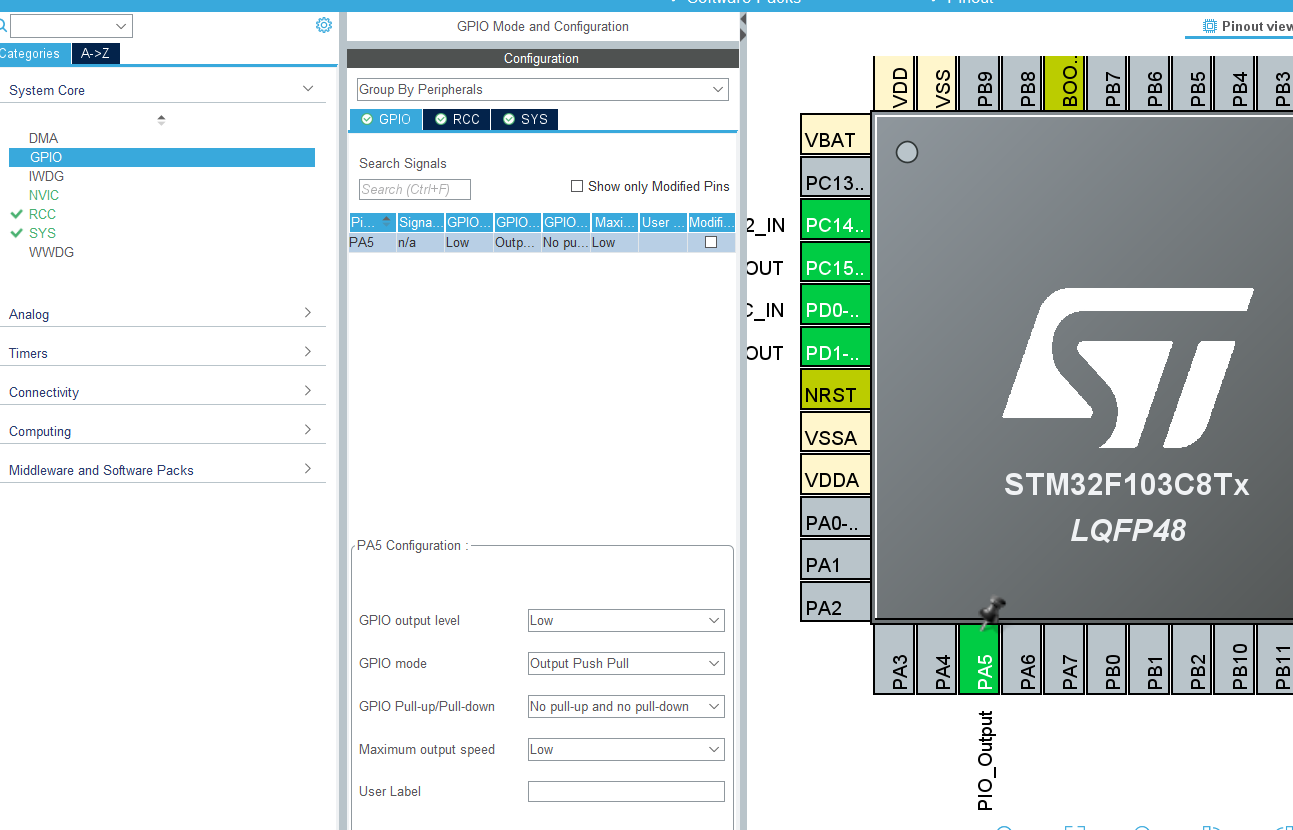 Software Packs
Pinout
GPIO Mode and Configuration
Pinout view
Categories
A->Z
Configuration
System Core
Group By Peripherals
DMA
GPIO
IWDG
NVIC
RCC
SYS
WWDG
Analog
Timers
Connectivity
Computing
Middleware and Software Packs
GPIO
RCC
SYS
Search Signals
Search (Ctrl+F)
Show only Modified Pins
Pi... Signa... GPIO... GPIO... GPIO... Maxi... User ... Modifi...
PA5 n/a Low Outp... No pu... Low
PA5 Configuration :
GPIO output level Low
GPIO mode Output Push Pull
GPIO Pull-up/Pull-down No pull-up and no pull-down
Maximum output speed Low
User Label
VDD
VSS
PB9
PB8
BOO..
PB7
PB6
PB5
PB4
PB3
VBAT
PC13..
2_IN PC14..
OUT PC15..
C_IN PD0-..
OUT PD1-..
NRST
VSSA
VDDA
PA0-..
PA1
PA2
ST
STM32F103C8Tx
LQFP48
PA3
PA4
PA5
PA6
PA7
PB0
PB1
PB2
PB10
PB11
PIO_Output